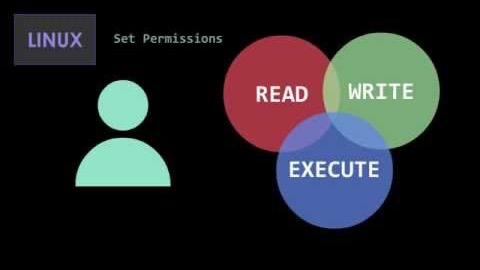 LINUX
Set Permissions
READ
WRITE
EXECUTE